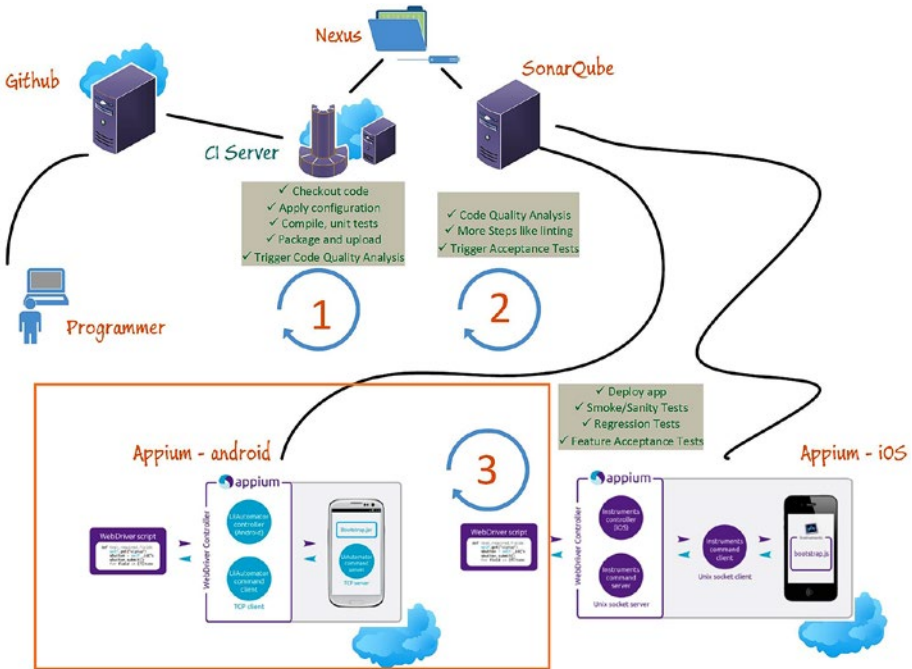 Nexus
Github
SonarQube
CI Server
✓ Checkout code
✓ Apply configuration
✓ Compile, unit tests
✓ Package and upload
✓ Trigger Code Quality Analysis
✓ Code Quality Analysis
✓ More Steps like linting
✓ Trigger Acceptance Tests
1
2
Programmer
✓ Deploy app
✓ Smoke/Sanity Tests
✓ Regression Tests
✓ Feature Acceptance Tests
Appium - android
3
Appium - iOS
appium
WebDriver script
WebDriver Controller
UiAutomator
controller
(Android)
UiAutomator
command
client
TCP client
Bootstrap.jar
UiAutomator
command
server
TCP server
WebDriver script
appium
WebDriver Controller
Instruments
controller
(iOS)
Instruments
command
server
Unix socket server
Instruments
command
client
Unix socket client
bootstrap.js